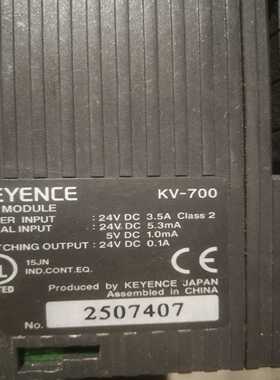 EYENCE KV-700
MODULE
ER INPUT : 24V DC 3.5A Class 2
AL INPUT : 24V DC 5.3mA
5V DC 1.0mA
TCHING OUTPUT : 24V DC 0.1A
UL
TED
15JN
IND.CONT.EQ.
Produced by KEYENCE JAPAN
Assembled in CHINA
No. 2507407